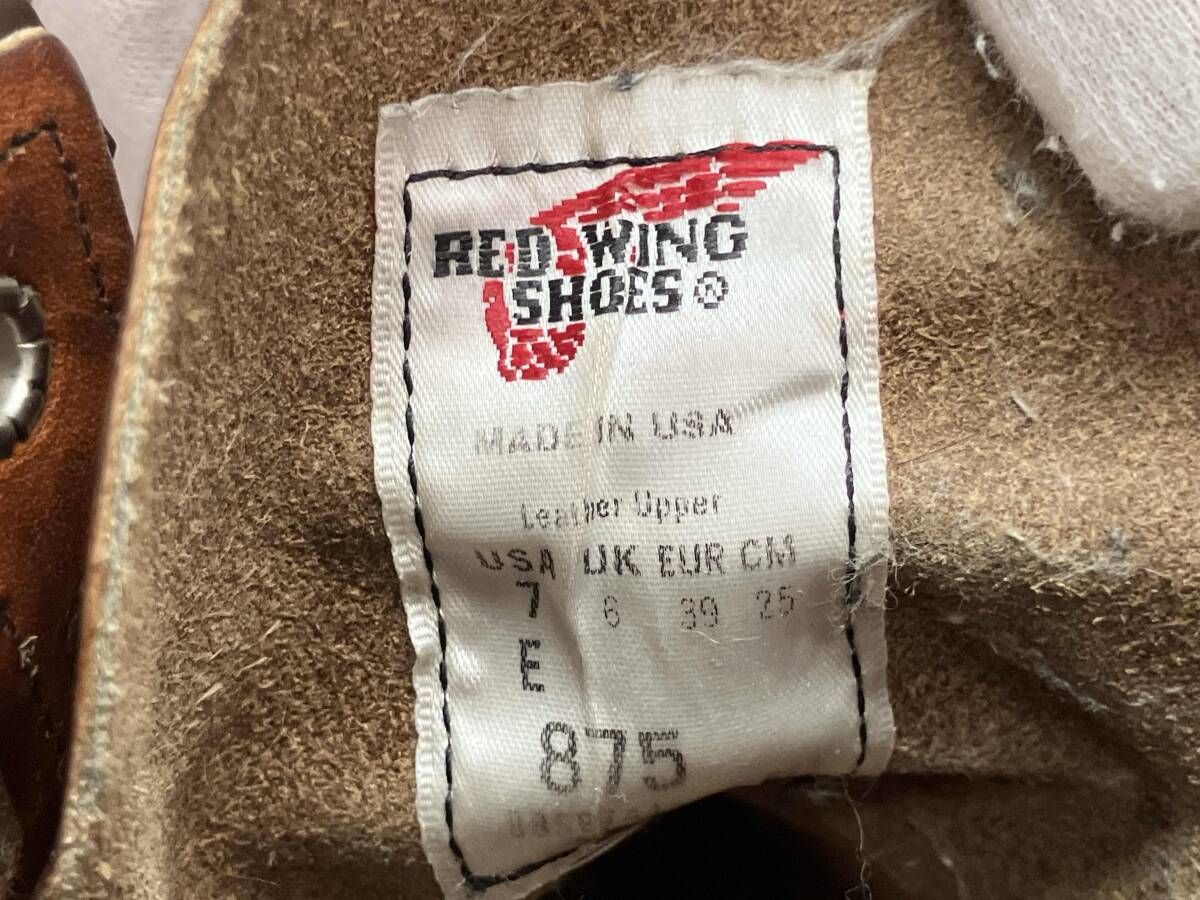 RED WING
SHOES ®
MADE IN USA
Leather Upper
USA UK EUR CM
7 6 39 25
E
875